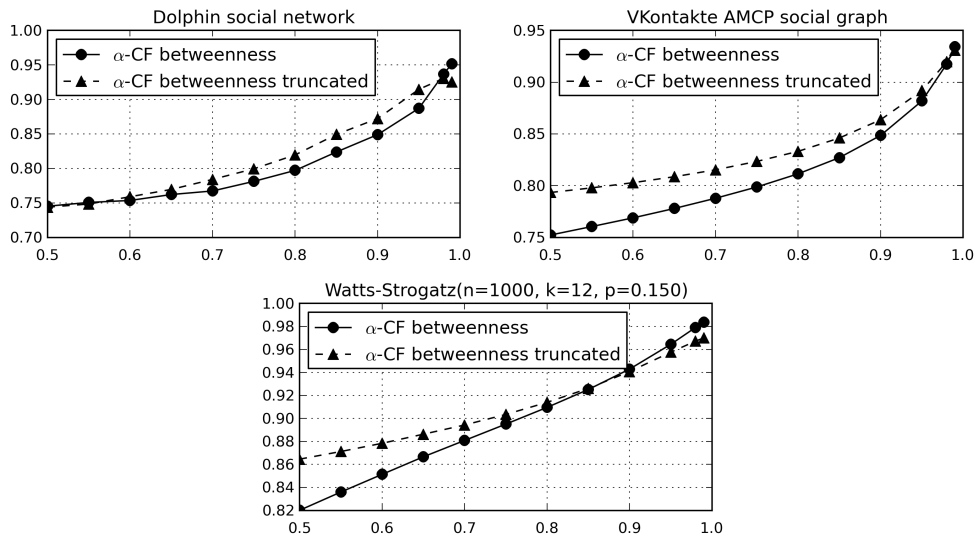 Dolphin social network
1.00
0.95
0.90
0.85
0.80
0.75
0.70
0.5 0.6 0.7 0.8 0.9 1.0
α-CF betweenness
α-CF betweenness truncated
VKontakte AMCP social graph
0.95
0.90
0.85
0.80
0.75
0.5 0.6 0.7 0.8 0.9 1.0
α-CF betweenness
α-CF betweenness truncated
Watts-Strogatz(n=1000, k=12, p=0.150)
1.00
0.98
0.96
0.94
0.92
0.90
0.88
0.86
0.84
0.82
0.5 0.6 0.7 0.8 0.9 1.0
α-CF betweenness
α-CF betweenness truncated